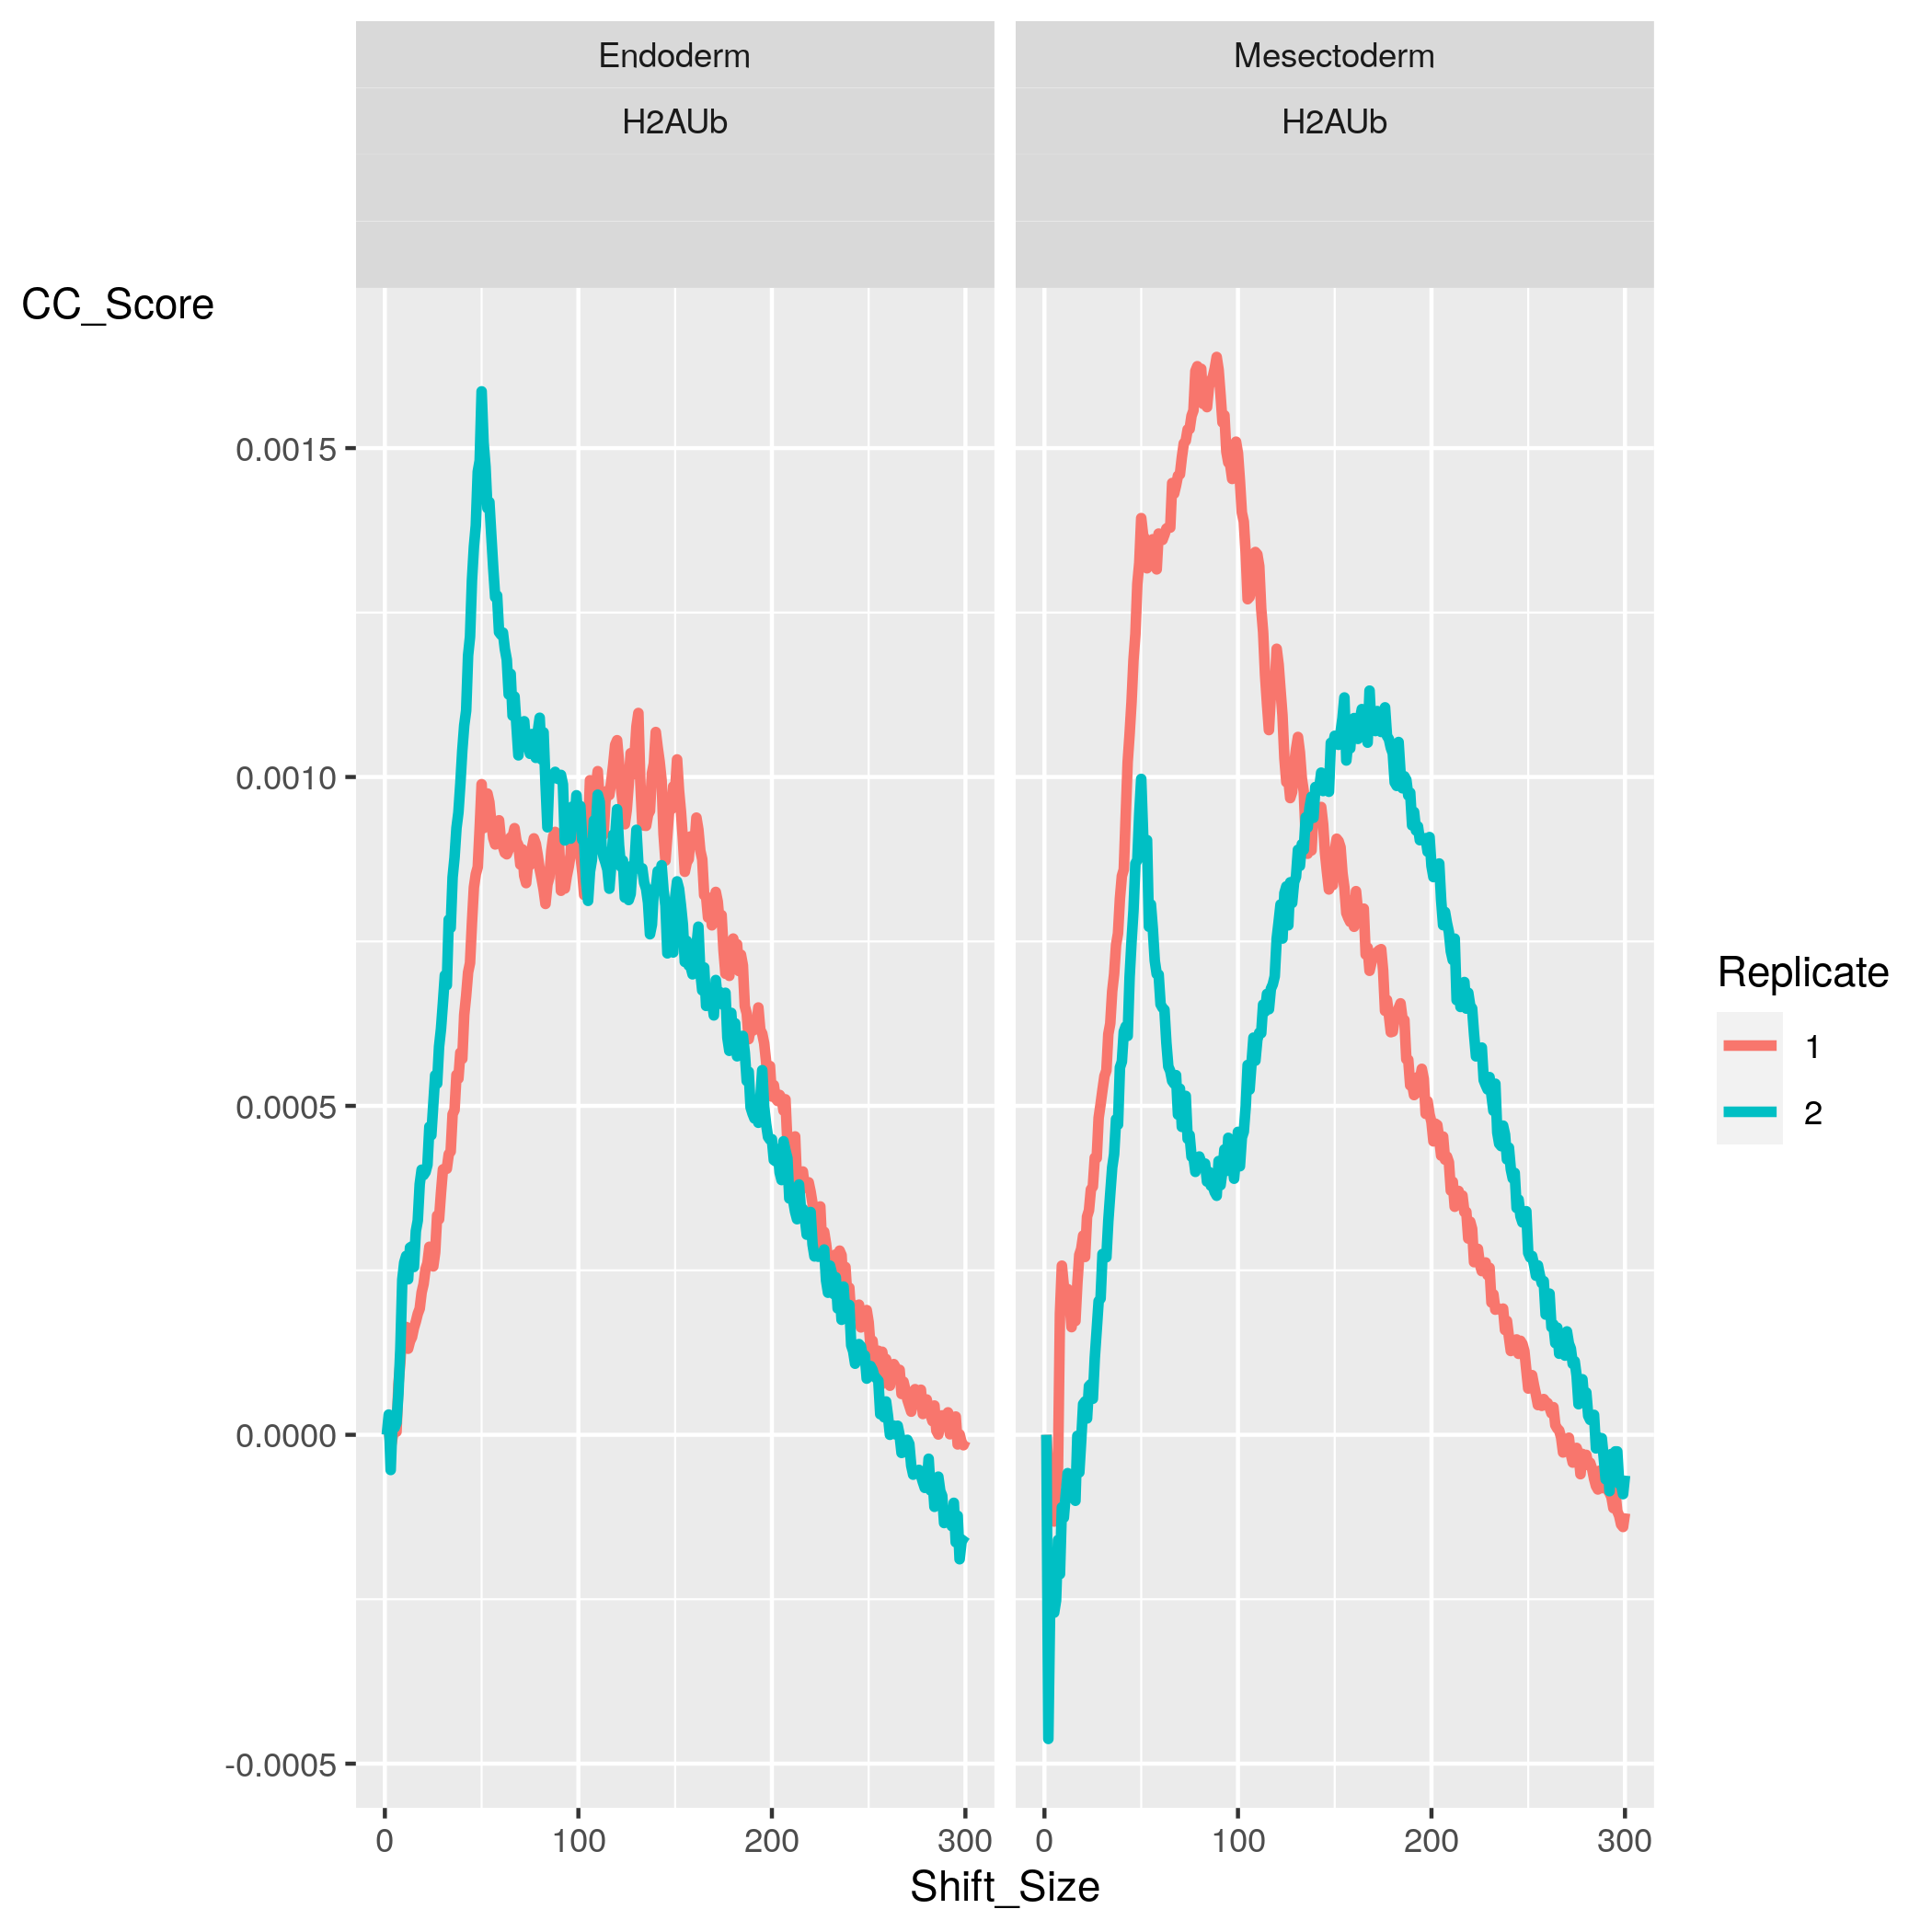 Endoderm
Mesectoderm
H2AUb
H2AUb
CC_Score
0.0015
0.0010
0.0005
0.0000
-0.0005
0 100 200 300
0 100 200 300
Shift_Size
Replicate
1
2